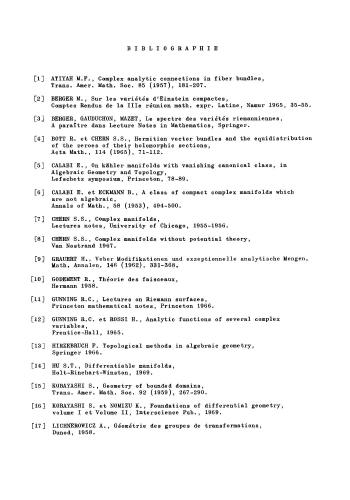 B I B L I O G R A P H I E
[1] ATIYAH M.F., Complex analytic connections in fiber bundles,
Trans. Amer. Math. Soc. 85 (1957), 181-207.
[2] BERGER M., Sur les variétés d'Einstein compactes,
Comptes Rendus de la IIIe réunion math. expr. Latine, Namur 1965, 35-55.
[3] BERGER, GAUDUCHON, MAZET, Le spectre des variétés riemanniennes,
A paraître dans Lecture Notes in Mathematics, Springer.
[4] BOTT R. et CHERN S.S., Hermitian vector bundles and the equidistribution
of the zeroes of their holomorphic sections,
Acta Math., 114 (1965), 71-112.
[5] CALABI E., On kähler manifolds with vanishing canonical class, in
Algebraic Geometry and Topology,
Lefschetz symposium, Princeton, 78-89.
[6] CALABI E. et ECKMANN B., A class of compact complex manifolds which
are not algebraic,
Annals of Math., 58 (1953), 494-500.
[7] CHERN S.S., Complex manifolds,
Lectures notes, University of Chicago, 1955-1956.
[8] CHERN S.S., Complex manifolds without potential theory,
Van Nostrand 1967.
[9] GRAUERT H., Ueber Modifikationen und exzeptionnelle analytische Mengen,
Math. Annalen, 146 (1962), 331-368.
[10] GODEMENT R., Théorie des faisceaux,
Hermann 1958.
[11] GUNNING R.C., Lectures on Riemann surfaces,
Princeton mathematical notes, Princeton 1966.
[12] GUNNING R.C. et ROSSI H., Analytic functions of several complex
variables,
Prentice-Hall, 1965.
[13] HIRZEBRUCH F. Topological methods in algebraic geometry,
Springer 1966.
[14] HU S.T., Differentiable manifolds,
Holt-Rinehart-Winston, 1969.
[15] KOBAYASHI S., Geometry of bounded domains,
Trans. Amer. Math. Soc. 92 (1959), 267-290.
[16] KOBAYASHI S. et NOMIZU K., Foundations of differential geometry,
volume I et Volume II, Interscience Pub., 1969.
[17] LICHNEROWICZ A., Géométrie des groupes de transformations,
Dunod, 1958.